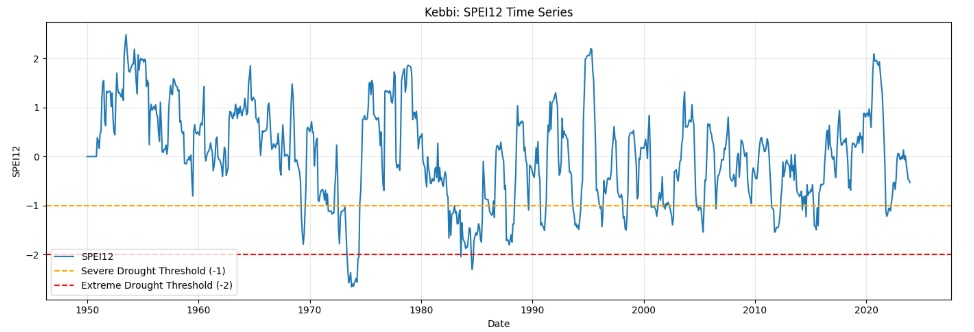 Kebbi: SPEI12 Time Series
SPEI12
2
1
0
−1
−2
SPEI12
Severe Drought Threshold (-1)
Extreme Drought Threshold (-2)
1950 1960 1970 1980 1990 2000 2010 2020
Date